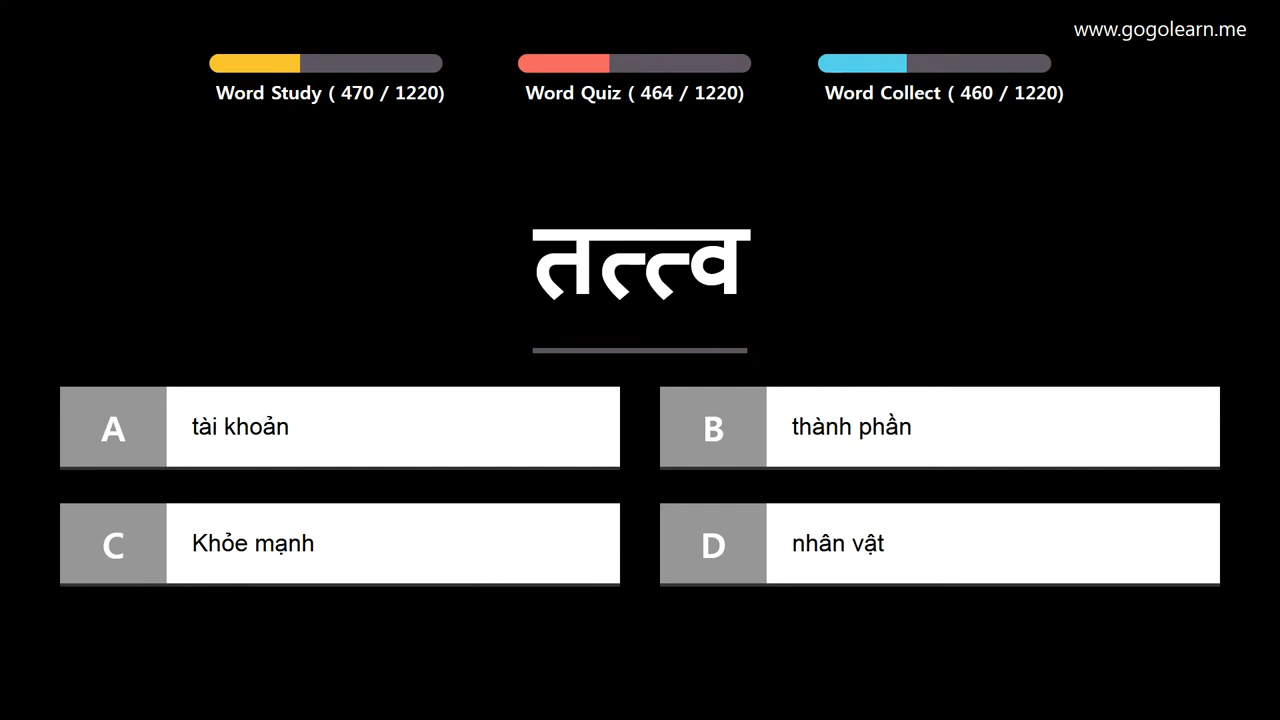 www.gogolearn.me
Word Study ( 470 / 1220)
Word Quiz ( 464 / 1220)
Word Collect ( 460 / 1220)
तत्त्व
A tài khoản
B thành phần
C Khỏe mạnh
D nhân vật